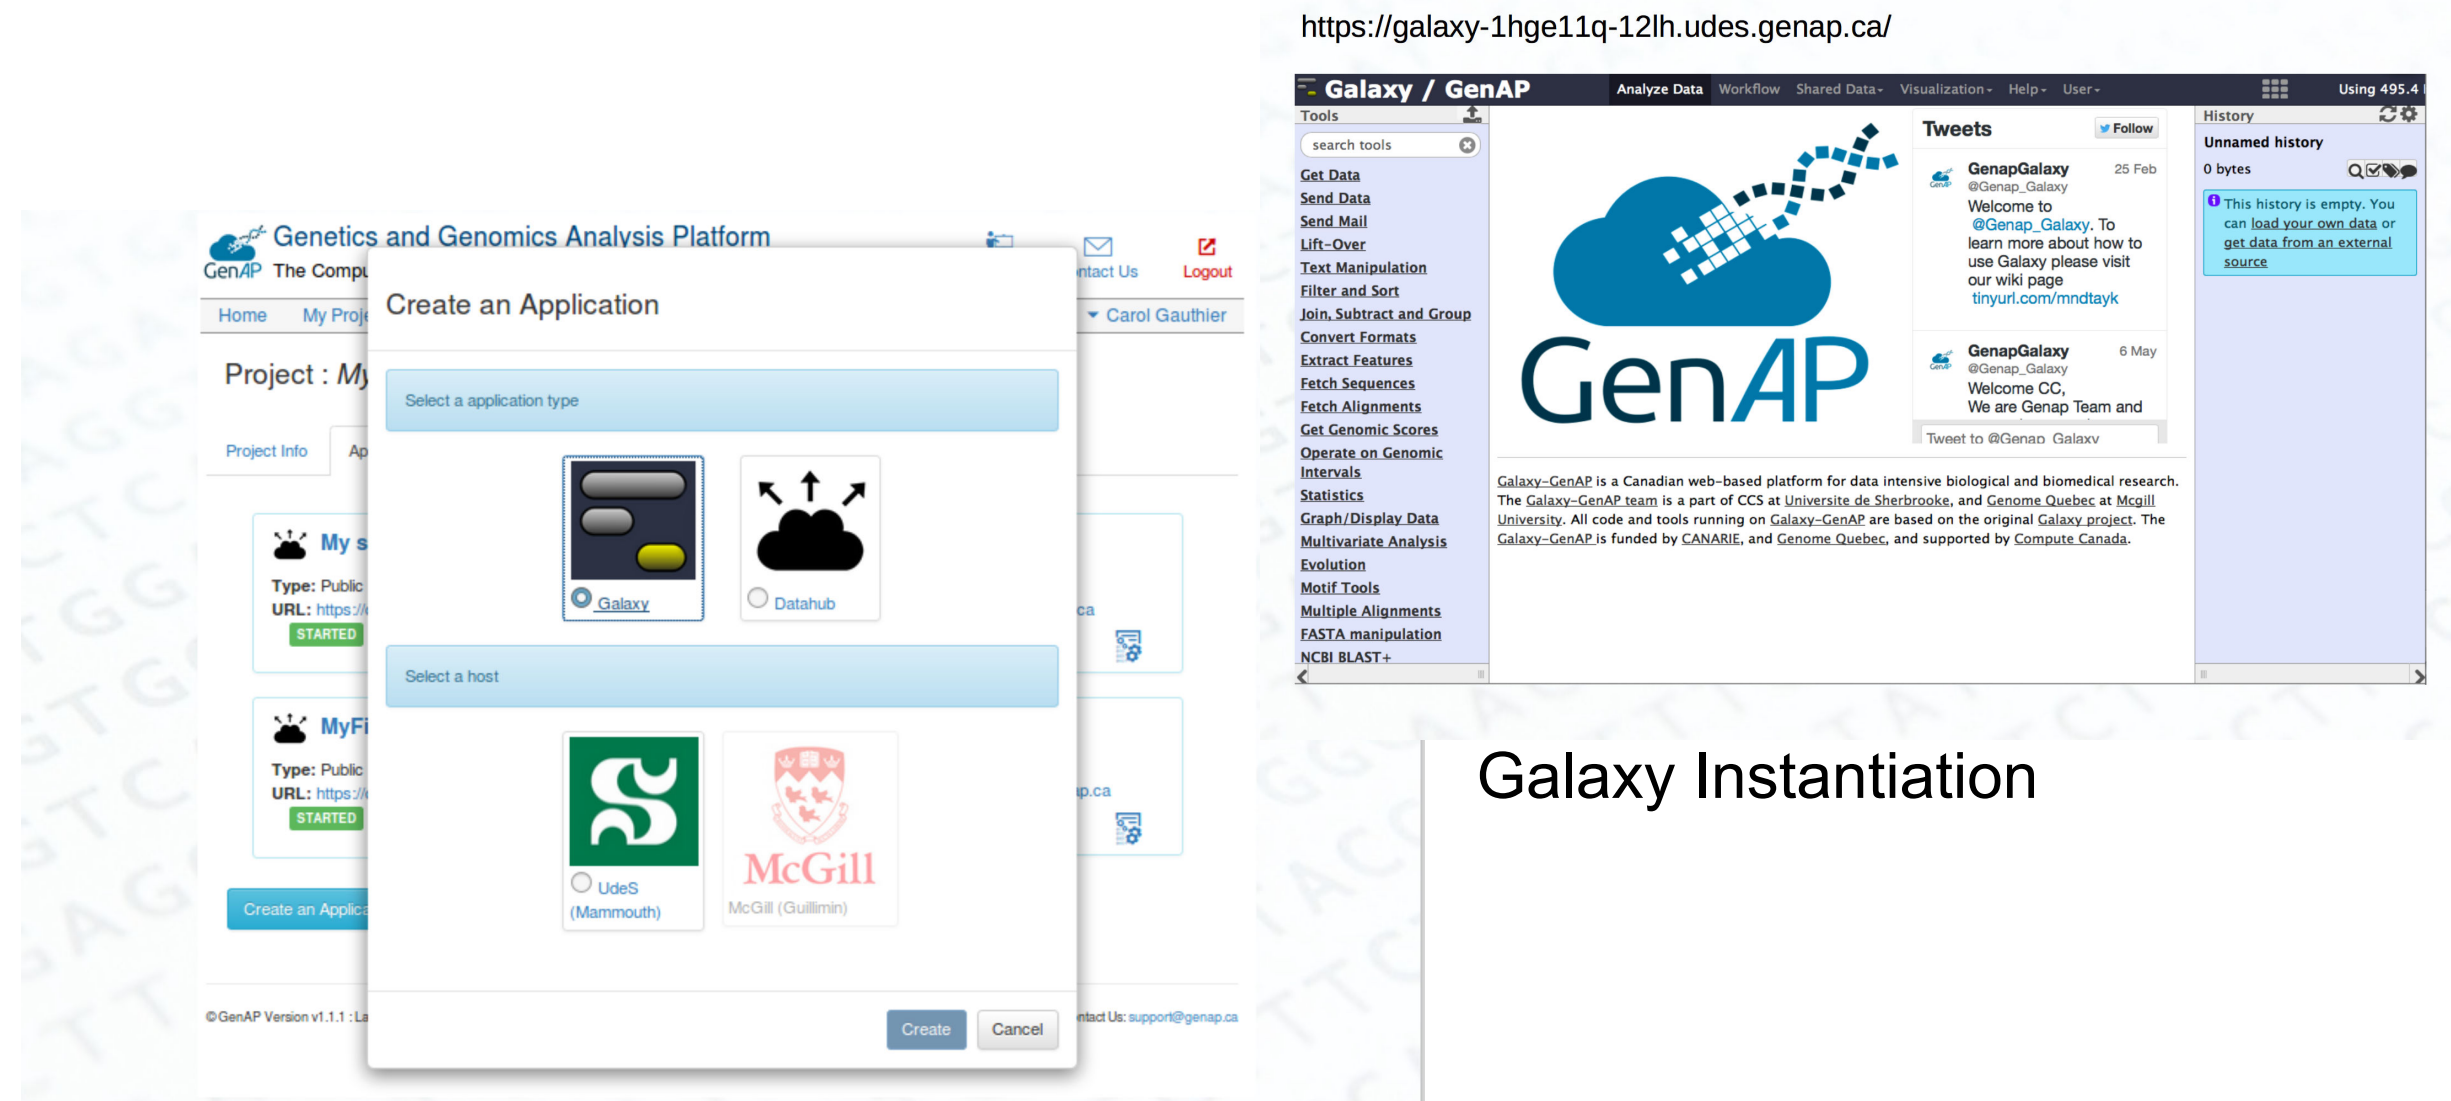 https://galaxy-1hge11q-12lh.udes.genap.ca/
Genetics and Genomics Analysis Platform
GenAP The Compu
ntact Us
Logout
Home My Proje
Carol Gauthier
Project : My
Project Info Ap
My s
Type: Public
URL: https://
ca
STARTED
MyFi
Type: Public
URL: https://
ap.ca
STARTED
Create an Applica
© GenAP Version v1.1.1 : La
ntact Us: support@genap.ca
Create an Application
Select a application type
Galaxy
Datahub
Select a host
UdeS
(Mammouth)
McGill
McGill (Guillimin)
Create Cancel
Galaxy / GenAP
Analyze Data Workflow Shared Data Visualization Help User
Using 495.4
Tools
search tools
Get Data
Send Data
Send Mail
Lift-Over
Text Manipulation
Filter and Sort
Join, Subtract and Group
Convert Formats
Extract Features
Fetch Sequences
Fetch Alignments
Get Genomic Scores
Operate on Genomic
Intervals
Statistics
Graph/Display Data
Multivariate Analysis
Evolution
Motif Tools
Multiple Alignments
FASTA manipulation
NCBI BLAST+
GenAP
Tweets
Follow
GenapGalaxy 25 Feb
@Genap_Galaxy
Welcome to
@Genap_Galaxy. To
learn more about how to
use Galaxy please visit
our wiki page
tinyurl.com/mndtayk
GenapGalaxy 6 May
@Genap_Galaxy
Welcome CC,
We are Genap Team and
Tweet to @Genap_Galaxy
Galaxy-GenAP is a Canadian web-based platform for data intensive biological and biomedical research.
The Galaxy-GenAP team is a part of CCS at Universite de Sherbrooke, and Genome Quebec at Mcgill
University. All code and tools running on Galaxy-GenAP are based on the original Galaxy project. The
Galaxy-GenAP is funded by CANARIE, and Genome Quebec, and supported by Compute Canada.
History
Unnamed history
0 bytes
This history is empty. You
can load your own data or
get data from an external
source
Galaxy Instantiation